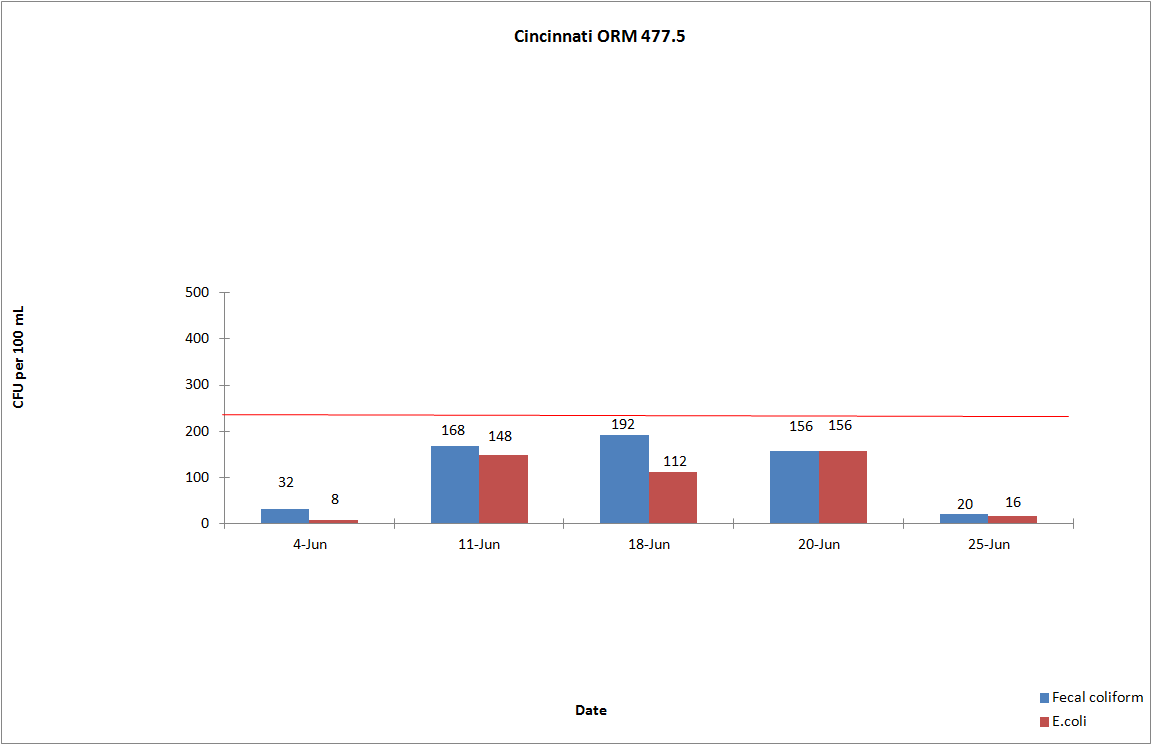 Cincinnati ORM 477.5
CFU per 100 mL
500
400
300
200
100
0
32
8
168
148
192
112
156
156
20
16
4-Jun
11-Jun
18-Jun
20-Jun
25-Jun
Date
Fecal coliform
E.coli